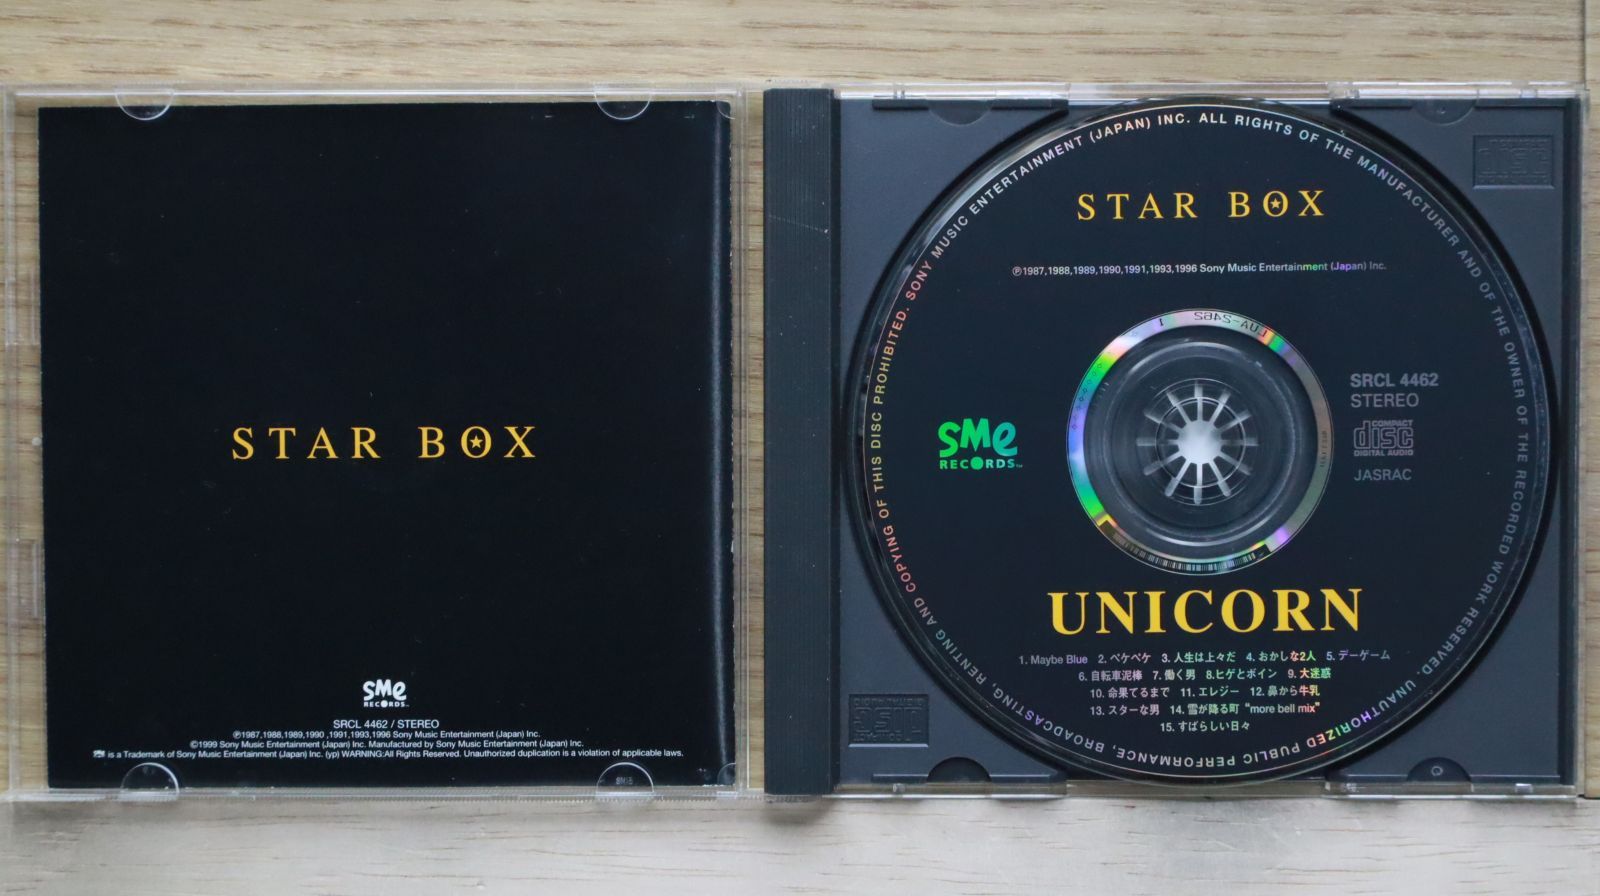 STAR BOX
SMe
RECORDS™
SRCL 4462 / STEREO
℗1987,1988,1989,1990 ,1991,1993,1996 Sony Music Entertainment (Japan) Inc.
©1999 Sony Music Entertainment (Japan) Inc. Manufactured by Sony Music Entertainment (Japan) Inc.
SMe is a Trademark of Sony Music Entertainment (Japan) Inc. (yp) WARNING:All Rights Reserved. Unauthorized duplication is a violation of applicable laws.
SONY MUSIC ENTERTAINMENT (JAPAN) INC. ALL RIGHTS OF THE MANUFACTURER AND OF THE OWNER OF THE RECORDED WORK RESERVED. UNAUTHORIZED PUBLIC PERFORMANCE, BROADCASTING, RENTING AND COPYING OF THIS DISC PROHIBITED.
STAR BOX
℗1987,1988,1989,1990,1991,1993,1996 Sony Music Entertainment (Japan) Inc.
LUA-2462 1
SMe
RECORDS™
SRCL 4462
STEREO
COMPACT
disc
DIGITAL AUDIO
JASRAC
UNICORN
1. Maybe Blue 2. ペケペケ 3. 人生は上々だ 4. おかしな2人 5. デーゲーム
6. 自転車泥棒 7. 働く男 8.ヒゲとボイン 9. 大迷惑
10. 命果てるまで 11. エレジー 12. 鼻から牛乳
13. スターな男 14. 雪が降る町 "more bell mix"
15. すばらしい日々